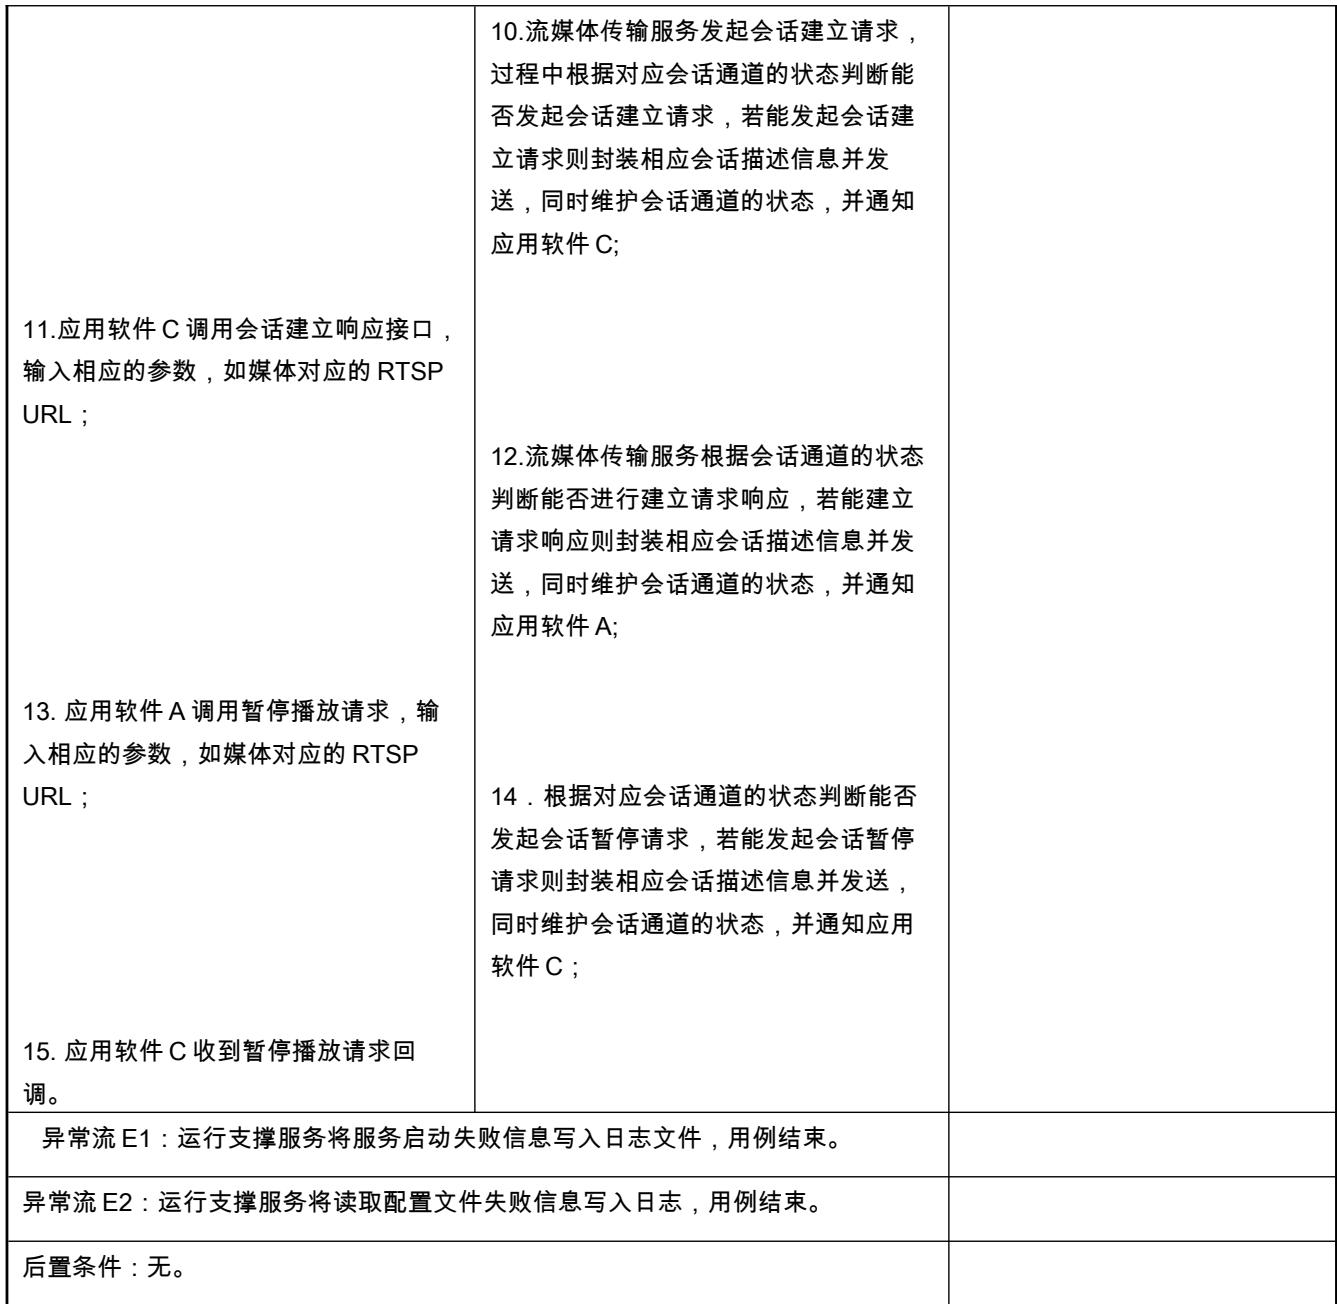 10.流媒体传输服务发起会话建立请求，
过程中根据对应会话通道的状态判断能
否发起会话建立请求，若能发起会话建
立请求则封装相应会话描述信息并发
送，同时维护会话通道的状态，并通知
应用软件 C;
11.应用软件 C 调用会话建立响应接口，
输入相应的参数，如媒体对应的 RTSP
URL；
12.流媒体传输服务根据会话通道的状态
判断能否进行建立请求响应，若能建立
请求响应则封装相应会话描述信息并发
送，同时维护会话通道的状态，并通知
应用软件 A;
13. 应用软件 A 调用暂停播放请求，输
入相应的参数，如媒体对应的 RTSP
URL；
14．根据对应会话通道的状态判断能否
发起会话暂停请求，若能发起会话暂停
请求则封装相应会话描述信息并发送，
同时维护会话通道的状态，并通知应用
软件 C；
15. 应用软件 C 收到暂停播放请求回
调。
异常流 E1：运行支撑服务将服务启动失败信息写入日志文件，用例结束。
异常流 E2：运行支撑服务将读取配置文件失败信息写入日志，用例结束。
后置条件：无。